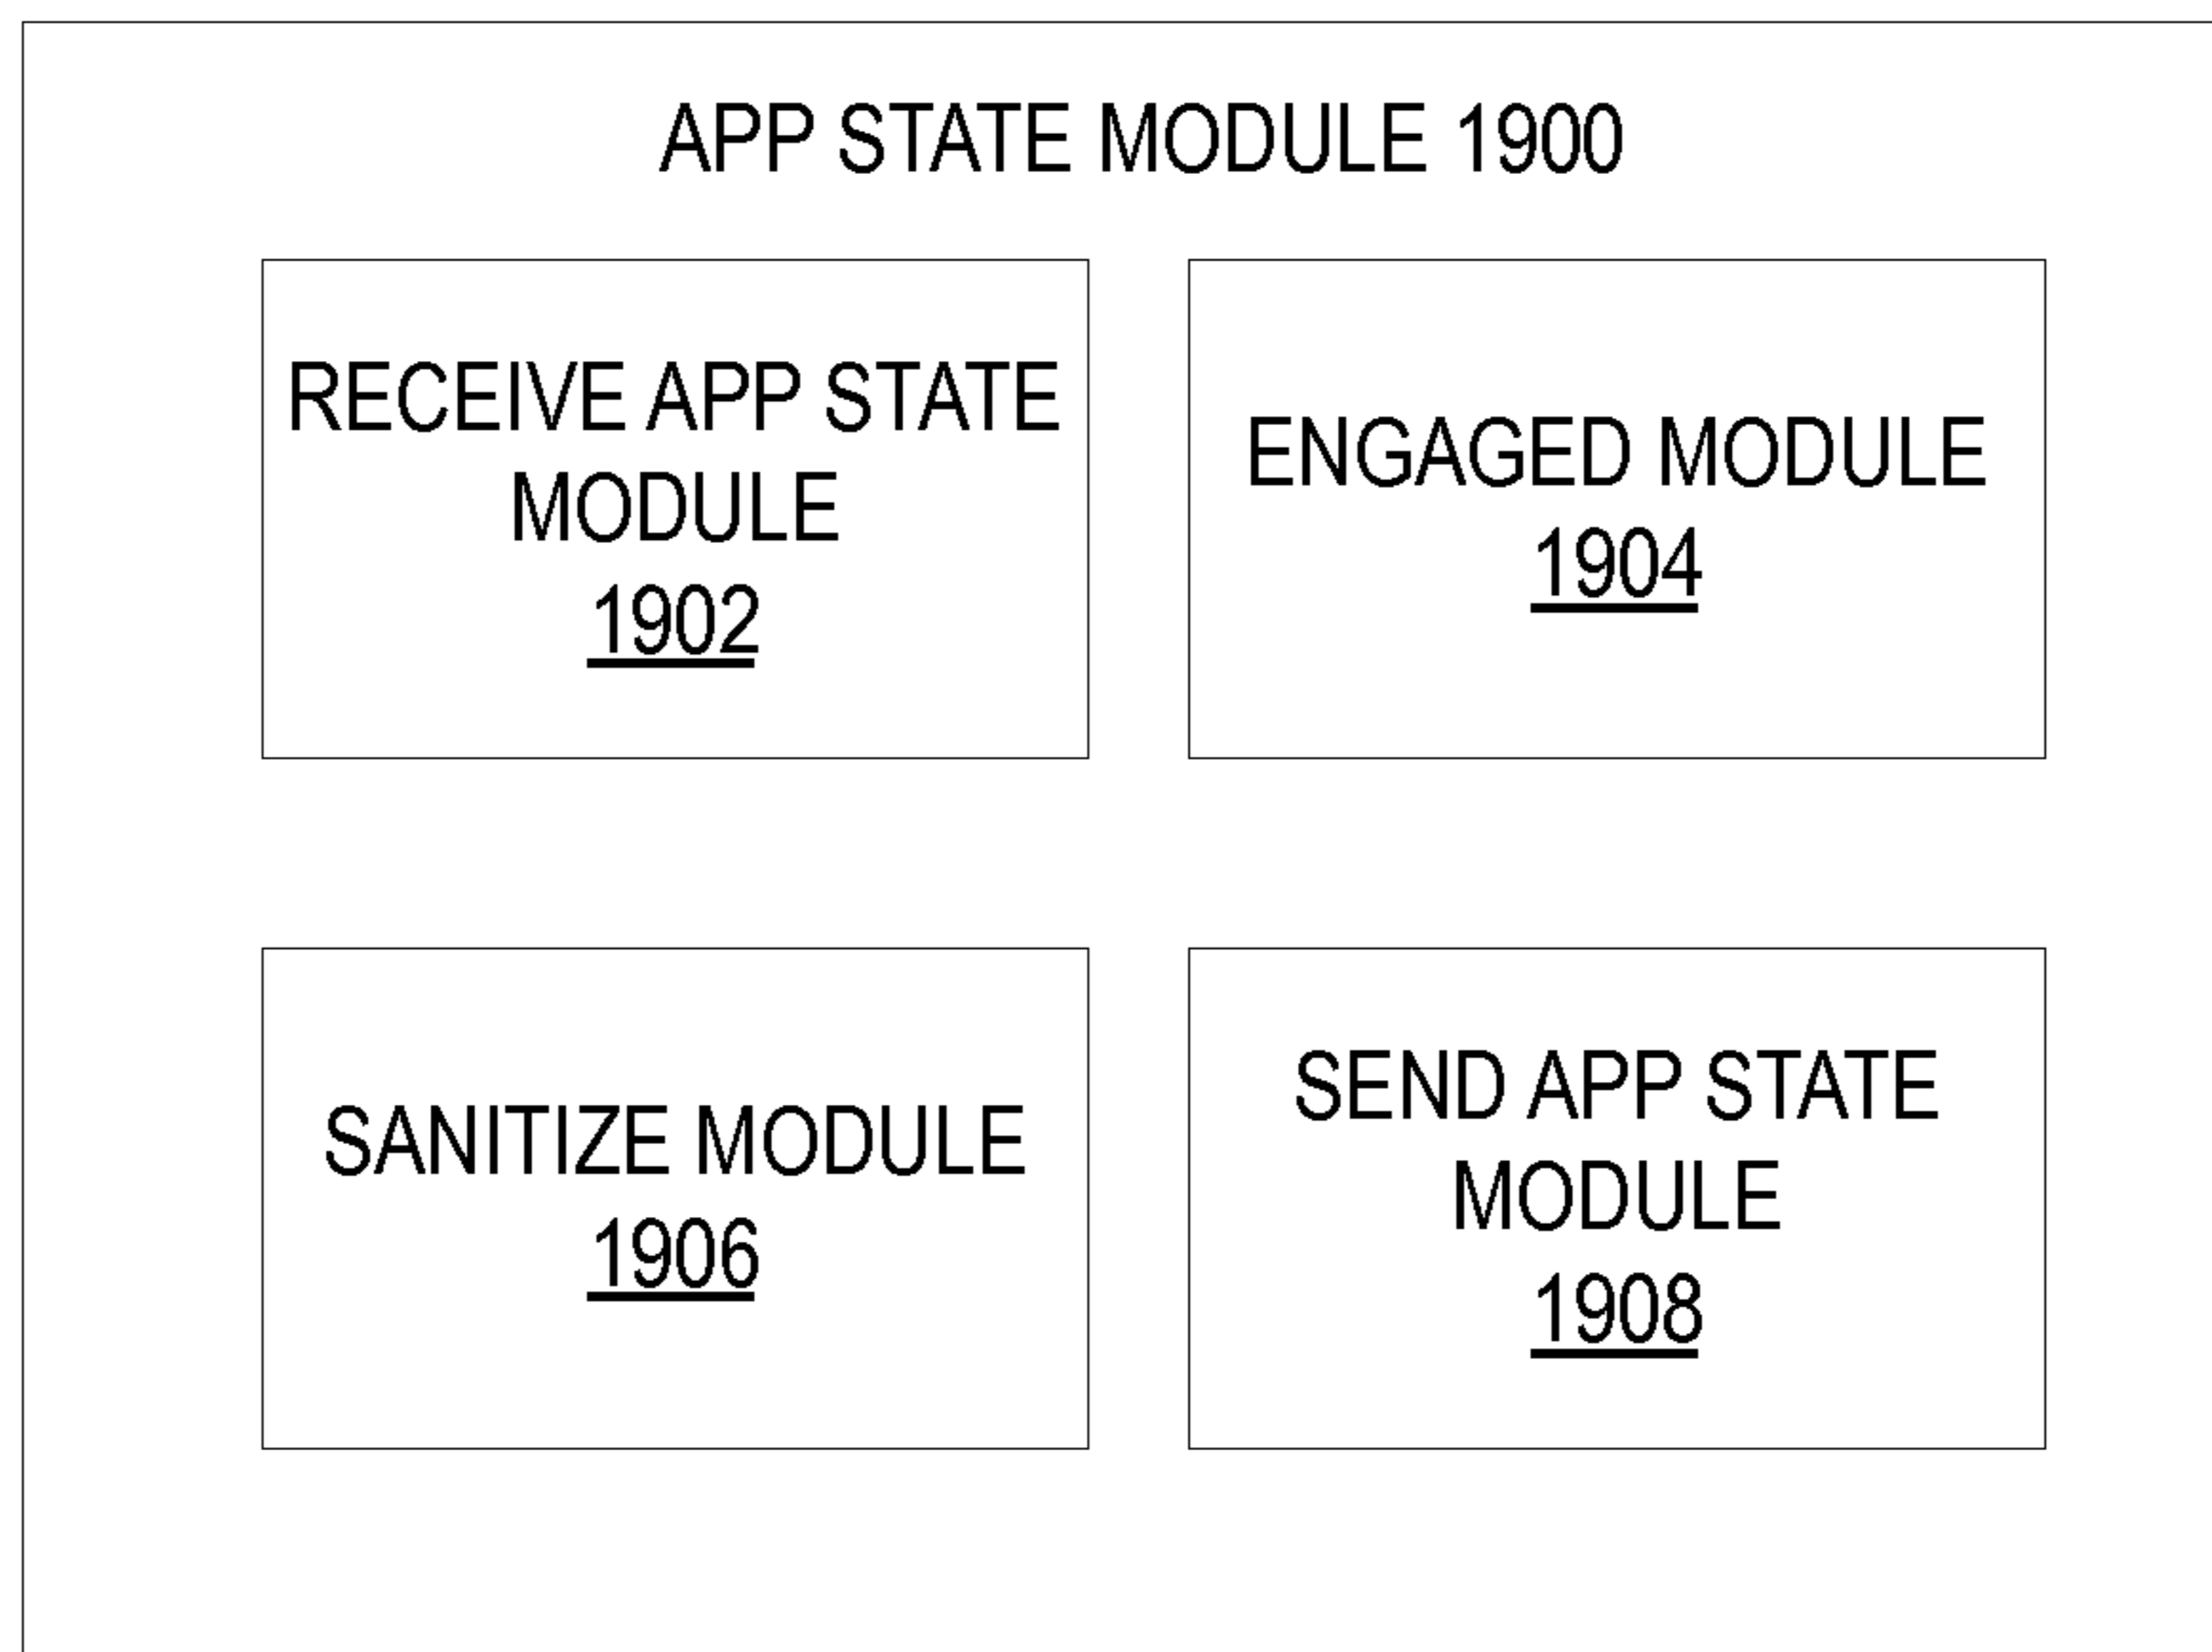 APP STATE MODULE 1900
RECEIVE APP STATE
MODULE
1902
ENGAGED MODULE
1904
SANITIZE MODULE
1906
SEND APP STATE
MODULE
1908